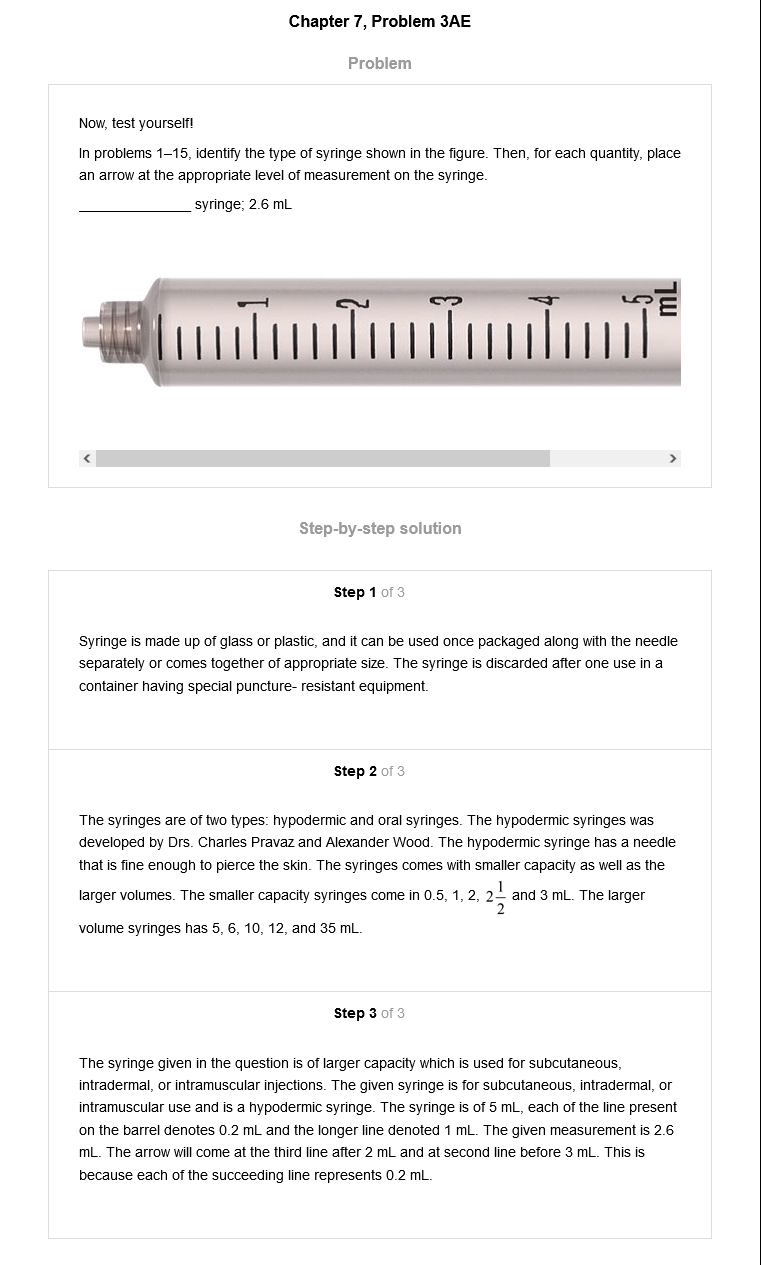 Chapter 7, Problem 3AE
Problem
Now, test yourself!
In problems 1–15, identify the type of syringe shown in the figure. Then, for each quantity, place
an arrow at the appropriate level of measurement on the syringe.
_______________ syringe; 2.6 mL
1 2 3 4 5 mL
Step-by-step solution
Step 1 of 3
Syringe is made up of glass or plastic, and it can be used once packaged along with the needle
separately or comes together of appropriate size. The syringe is discarded after one use in a
container having special puncture- resistant equipment.
Step 2 of 3
The syringes are of two types: hypodermic and oral syringes. The hypodermic syringes was
developed by Drs. Charles Pravaz and Alexander Wood. The hypodermic syringe has a needle
that is fine enough to pierce the skin. The syringes comes with smaller capacity as well as the
larger volumes. The smaller capacity syringes come in 0.5, 1, 2, 2 1/2 and 3 mL. The larger
volume syringes has 5, 6, 10, 12, and 35 mL.
Step 3 of 3
The syringe given in the question is of larger capacity which is used for subcutaneous,
intradermal, or intramuscular injections. The given syringe is for subcutaneous, intradermal, or
intramuscular use and is a hypodermic syringe. The syringe is of 5 mL, each of the line present
on the barrel denotes 0.2 mL and the longer line denoted 1 mL. The given measurement is 2.6
mL. The arrow will come at the third line after 2 mL and at second line before 3 mL. This is
because each of the succeeding line represents 0.2 mL.